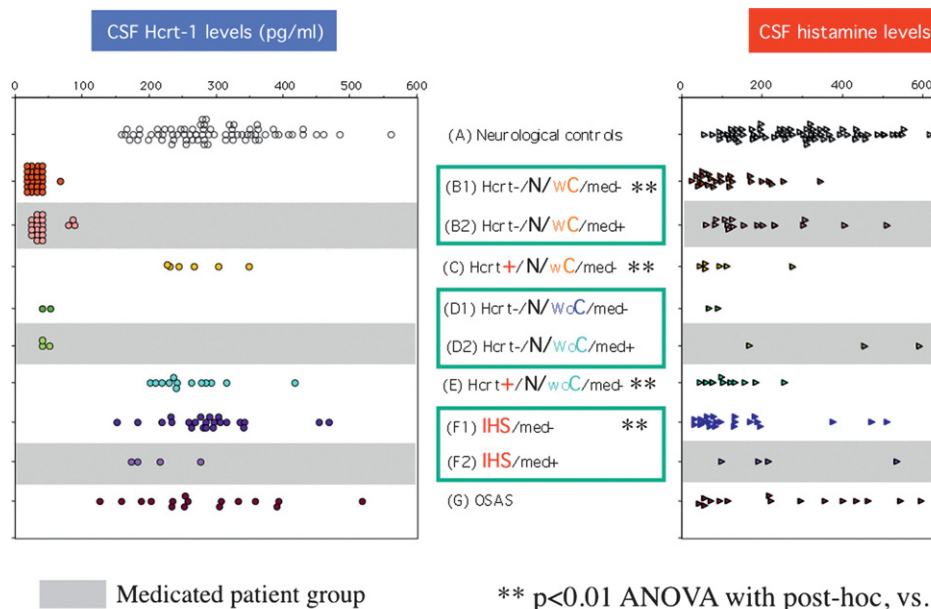 CSF Hcrt-1 levels (pg/ml)
CSF histamine levels
0 100 200 300 400 500 600
0 200 400 600
(A) Neurological controls
(B1) Hcrt-/N/wC/med- **
(B2) Hcrt-/N/wC/med+
(C) Hcrt+/N/wC/med- **
(D1) Hcrt-/N/WoC/med-
(D2) Hcrt-/N/WoC/med+
(E) Hcrt+/N/woC/med- **
(F1) IHS/med- **
(F2) IHS/med+
(G) OSAS
Medicated patient group
** p<0.01 ANOVA with post-hoc, vs.